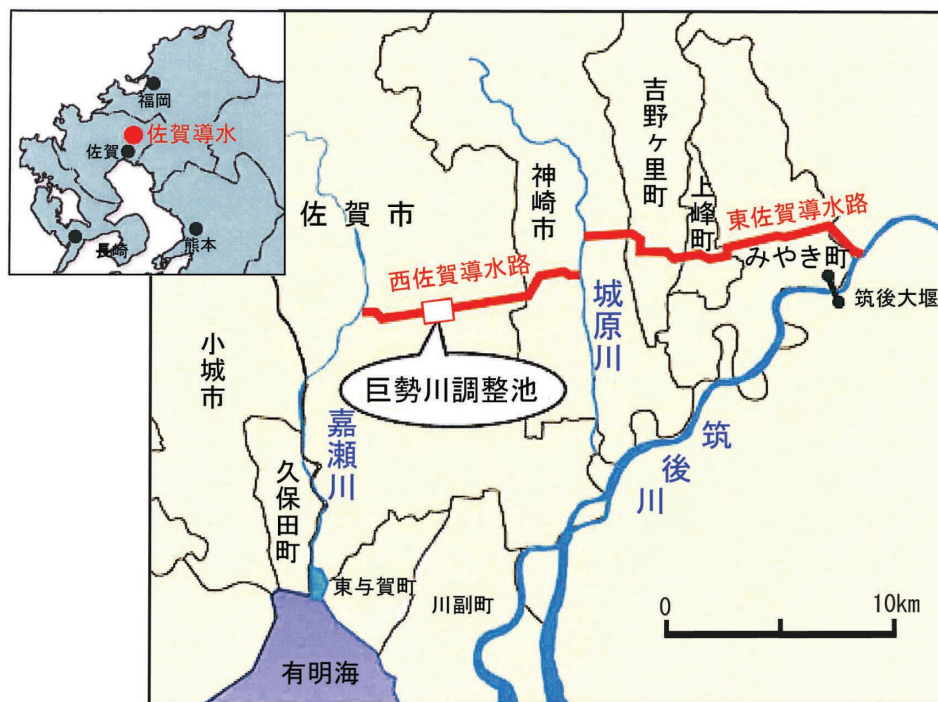 福岡
佐賀導水
佐賀
長崎
熊本
佐賀市
神崎市
吉野ヶ里町
上峰町
東佐賀導水路
みやき町
筑後大堰
西佐賀導水路
城原川
小城市
巨勢川調整池
嘉瀬川
筑後川
久保田町
東与賀町
川副町
有明海
0
10km